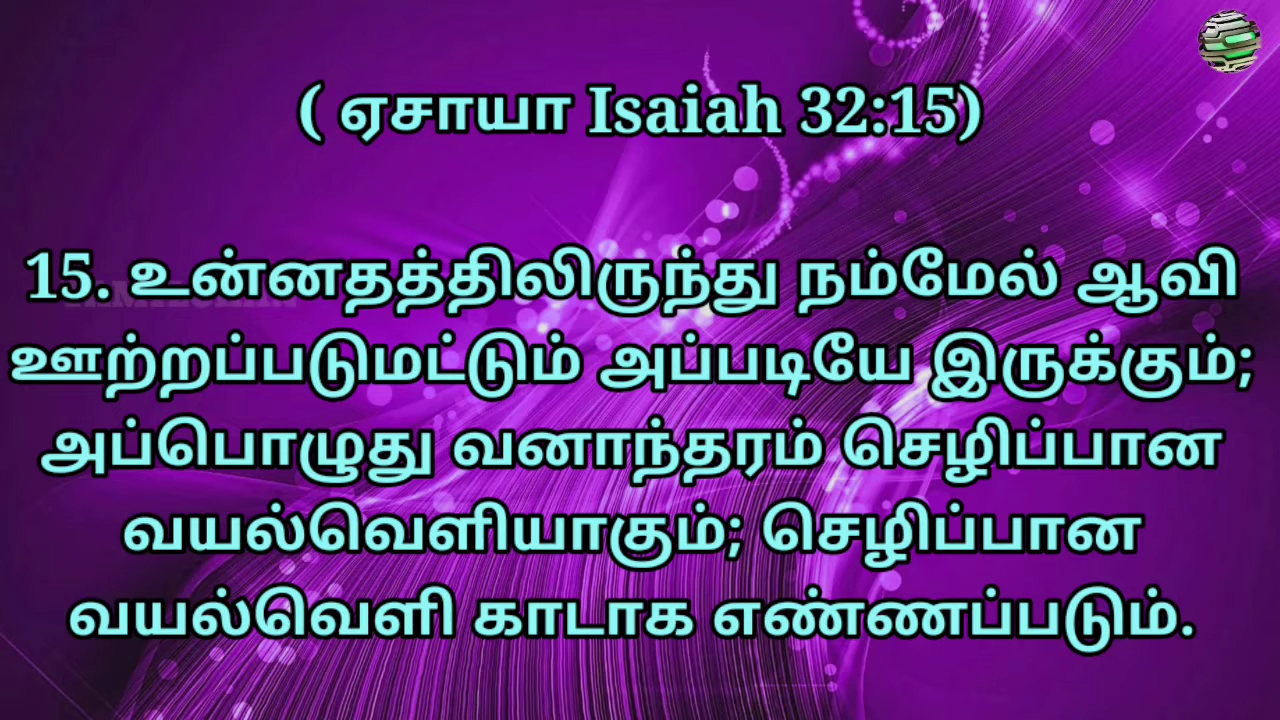 ( ஏசாயா Isaiah 32:15)
15. உன்னதத்திலிருந்து நம்மேல் ஆவி
ஊற்றப்படுமட்டும் அப்படியே இருக்கும்;
அப்பொழுது வனாந்தரம் செழிப்பான
வயல்வெளியாகும்; செழிப்பான
வயல்வெளி காடாக எண்ணப்படும்.